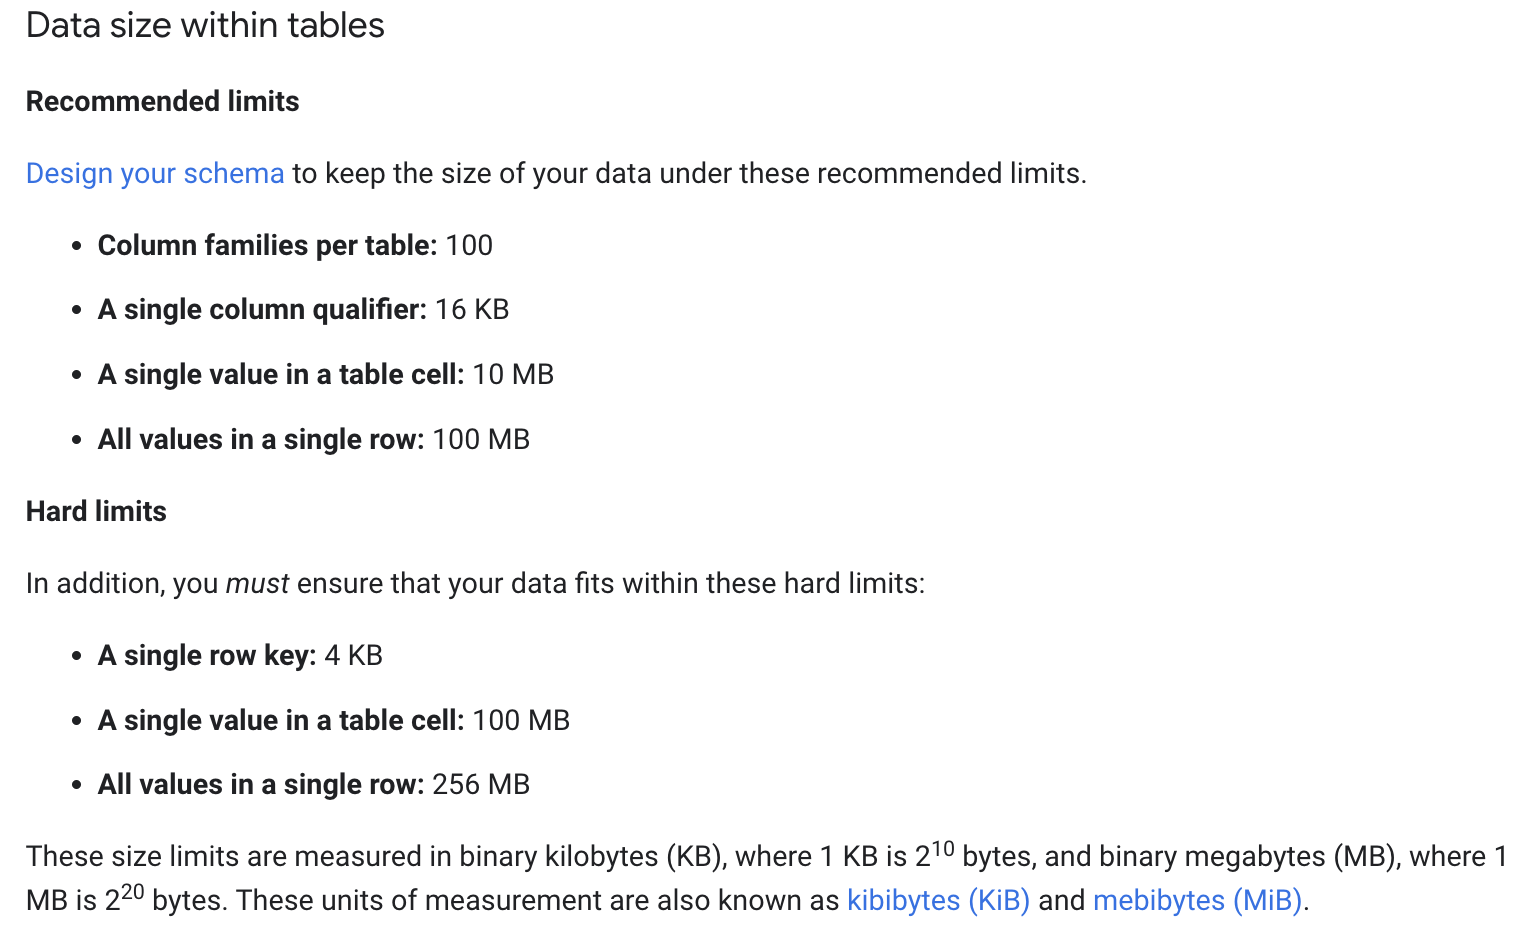 Data size within tables
Recommended limits
Design your schema to keep the size of your data under these recommended limits.
• Column families per table: 100
• A single column qualifier: 16 KB
• A single value in a table cell: 10 MB
• All values in a single row: 100 MB
Hard limits
In addition, you must ensure that your data fits within these hard limits:
• A single row key: 4 KB
• A single value in a table cell: 100 MB
• All values in a single row: 256 MB
These size limits are measured in binary kilobytes (KB), where 1 KB is 2¹⁰ bytes, and binary megabytes (MB), where 1
MB is 2²⁰ bytes. These units of measurement are also known as kibibytes (KiB) and mebibytes (MiB).